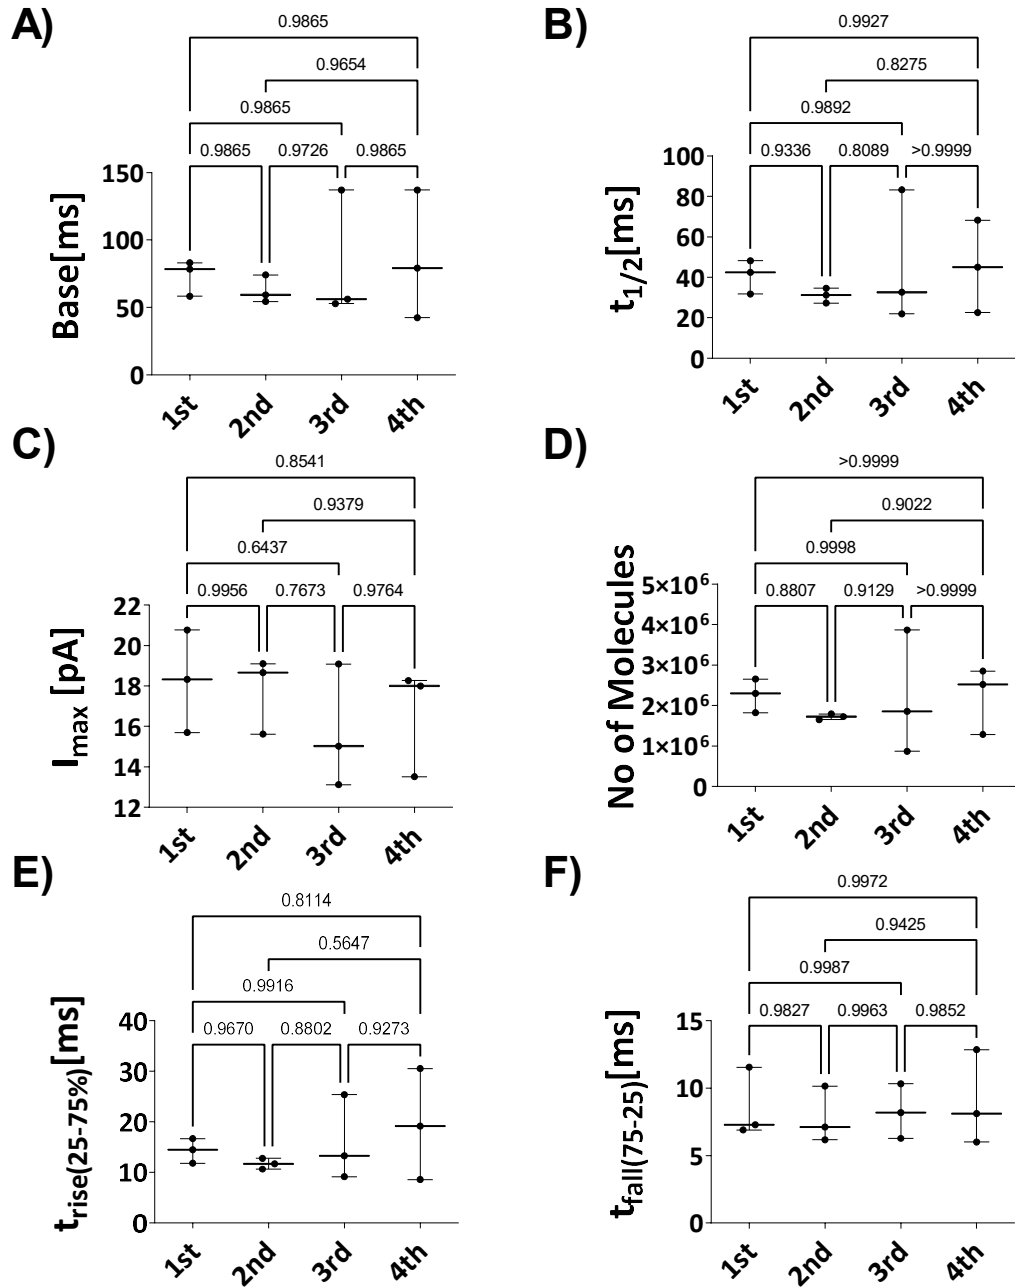 A)
0.9865
0.9654
0.9865
0.9865 0.9726 0.9865
Base[ms]
150
100
50
0
1st 2nd 3rd 4th
B)
0.9927
0.8275
0.9892
0.9336 0.8089 >0.9999
t1/2[ms]
100
80
60
40
20
0
1st 2nd 3rd 4th
C)
0.8541
0.9379
0.6437
0.9956 0.7673 0.9764
Imax [pA]
22
20
18
16
14
12
1st 2nd 3rd 4th
D)
>0.9999
0.9022
0.9998
0.8807 0.9129 >0.9999
No of Molecules
5×10⁶
4×10⁶
3×10⁶
2×10⁶
1×10⁶
0
1st 2nd 3rd 4th
E)
0.8114
0.5647
0.9916
0.9670 0.8802 0.9273
trise(25-75%)[ms]
40
30
20
10
0
1st 2nd 3rd 4th
F)
0.9972
0.9425
0.9987
0.9827 0.9963 0.9852
tfall(75-25)[ms]
15
10
5
0
1st 2nd 3rd 4th